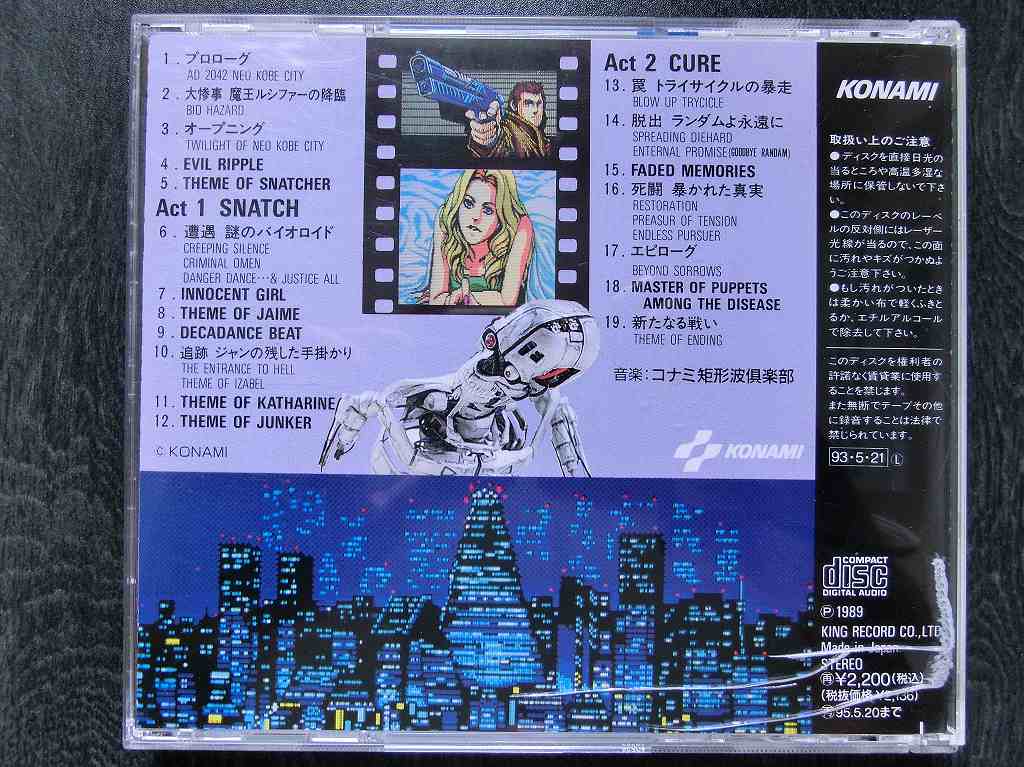 1. プロローグ
AD 2042 NEO KOBE CITY
2. 大惨事 魔王ルシファーの降臨
BIO HAZARD
3. オープニング
TWILIGHT OF NEO KOBE CITY
4. EVIL RIPPLE
5. THEME OF SNATCHER
Act 1 SNATCH
6. 遭遇 謎のバイオロイド
CREEPING SILENCE
CRIMINAL OMEN
DANGER DANCE…& JUSTICE ALL
7. INNOCENT GIRL
8. THEME OF JAIME
9. DECADANCE BEAT
10. 追跡 ジャンの残した手掛かり
THE ENTRANCE TO HELL
THEME OF IZABEL
11. THEME OF KATHARINE
12. THEME OF JUNKER
© KONAMI
Act 2 CURE
13. 罠 トライサイクルの暴走
BLOW UP TRYCICLE
14. 脱出 ランダムよ永遠に
SPREADING DIEHARD
ENTERNAL PROMISE(GOODBYE RANDAM)
15. FADED MEMORIES
16. 死闘 暴かれた真実
RESTORATION
PREASUR OF TENSION
ENDLESS PURSUER
17. エピローグ
BEYOND SORROWS
18. MASTER OF PUPPETS
AMONG THE DISEASE
19. 新たなる戦い
THEME OF ENDING
音楽:コナミ矩形波倶楽部
KONAMI
KONAMI
取扱い上のご注意
●ディスクを直接日光の
当るところや高温多湿な
場所に保管しないで下さ
い。
●このディスクのレーベ
ルの反対側にはレーザー
光線が当るので、この面
に汚れやキズがつかぬよ
うご注意下さい。
●もし汚れがついたとき
は柔かい布で軽くふきと
るか、エチルアルコール
で除去して下さい。
このディスクを権利者の
許諾なく賃貸業に使用す
ることを禁じます。
また無断でテープその他
に録音することは法律で
禁じられています。
93・5・21 Ⓛ
COMPACT
disc
DIGITAL AUDIO
Ⓟ 1989
KING RECORD CO.,LTD
Made in Japan
STEREO
㊖¥2,200(税込)
(税抜価格 ¥2,136)
95.5.20まで